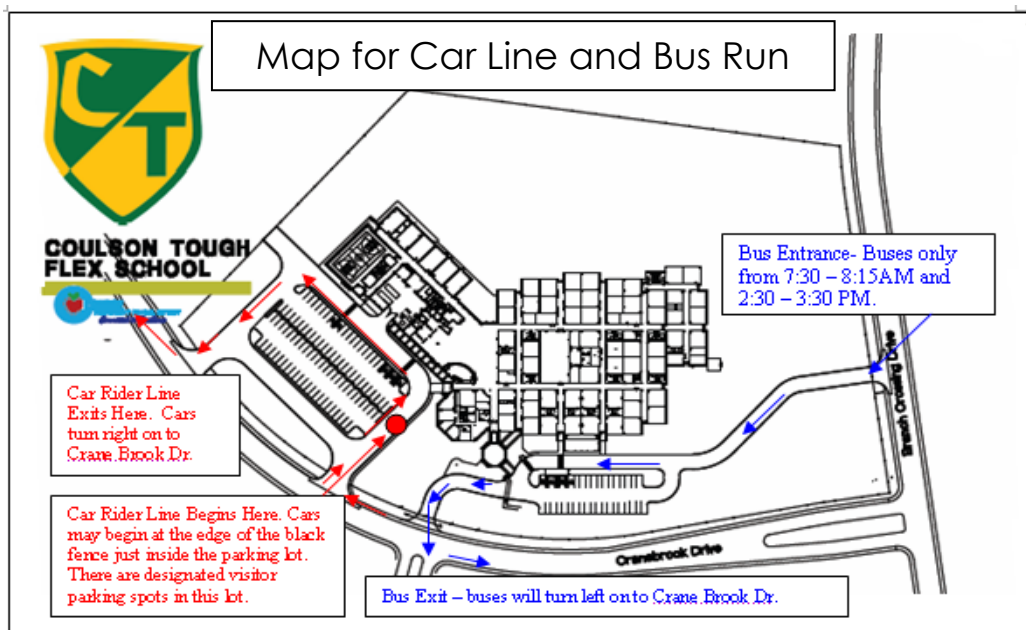 Map for Car Line and Bus Run
CT
COULSON TOUGH
FLEX SCHOOL
Bus Entrance- Buses only
from 7:30 – 8:15AM and
2:30 – 3:30 PM.
Branch Crossing Drive
Car Rider Line
Exits Here. Cars
turn right on to
Crane Brook Dr.
Car Rider Line Begins Here. Cars
may begin at the edge of the black
fence just inside the parking lot.
There are designated visitor
parking spots in this lot.
Cransbrook Drive
Bus Exit – buses will turn left on to Crane Brook Dr.